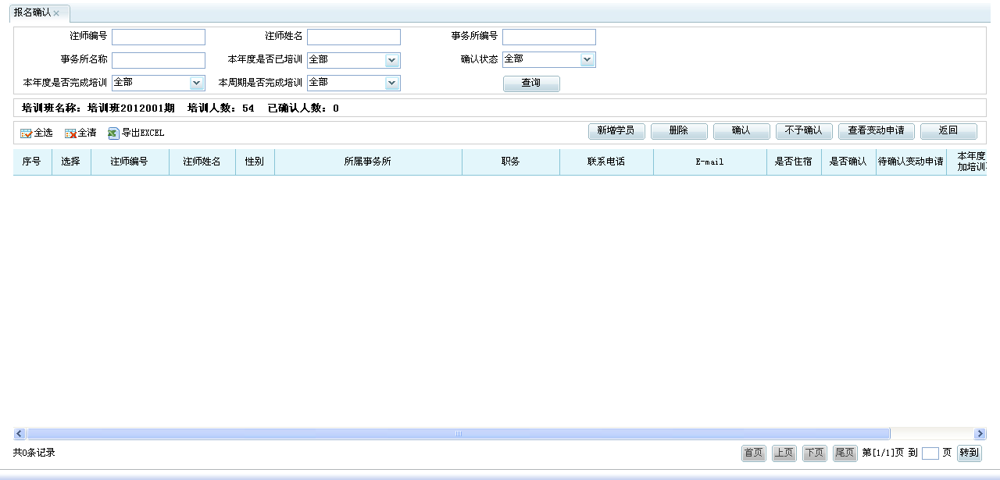 报名确认
注师编号 注师姓名 事务所编号
事务所名称 本年度是否已培训 全部 确认状态 全部
本年度是否完成培训 全部 本周期是否完成培训 全部 查询
培训班名称：培训班2012001期 培训人数：54 已确认人数：0
全选 全清 导出EXCEL 新增学员 删除 确认 不予确认 查看变动申请 返回
序号 选择 注师编号 注师姓名 性别 所属事务所 职务 联系电话 E-mail 是否住宿 是否确认 待确认变动申请 本年度
加培训
共0条记录 首页 上页 下页 尾页 第[1/1]页 到 页 转到